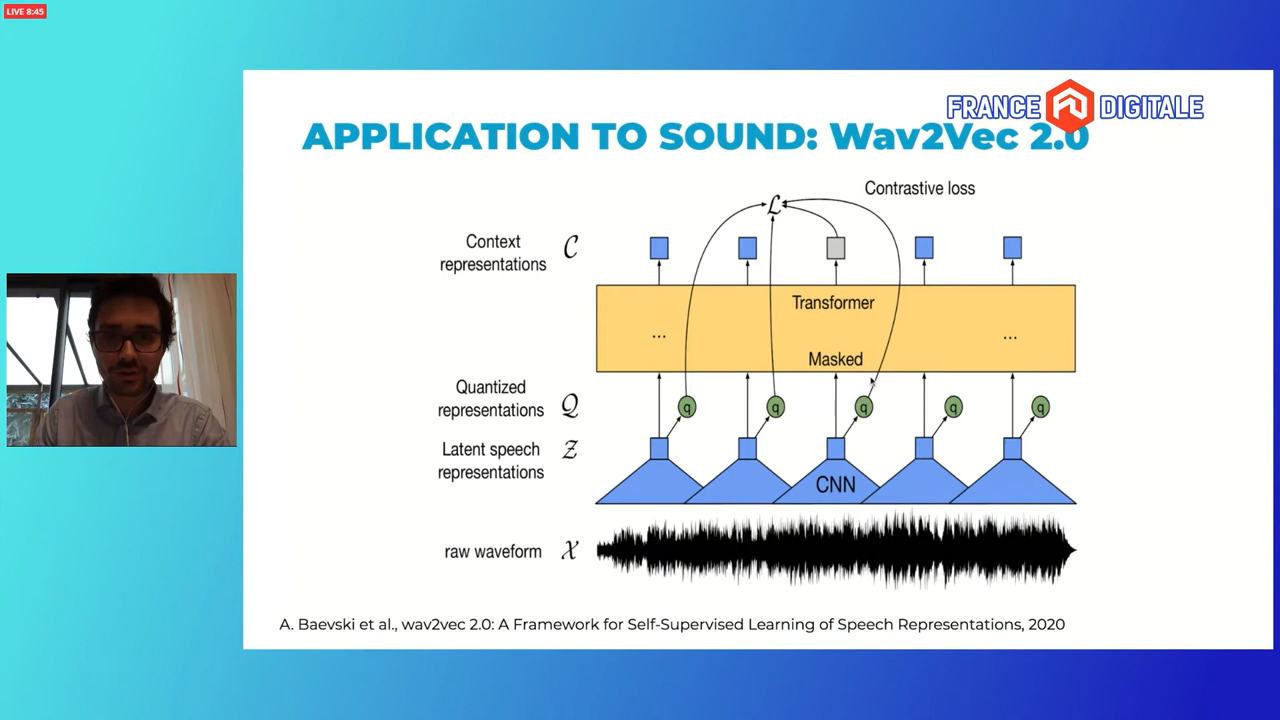 LIVE 8:45
FRANCE DIGITALE
APPLICATION TO SOUND: Wav2Vec 2.0
Contrastive loss
ℒ
Context
representations 𝒞
Transformer
... ...
Masked
Quantized
representations 𝒬
q q q q q
Latent speech
representations 𝒵
CNN
raw waveform 𝒳
A. Baevski et al., wav2vec 2.0: A Framework for Self-Supervised Learning of Speech Representations, 2020